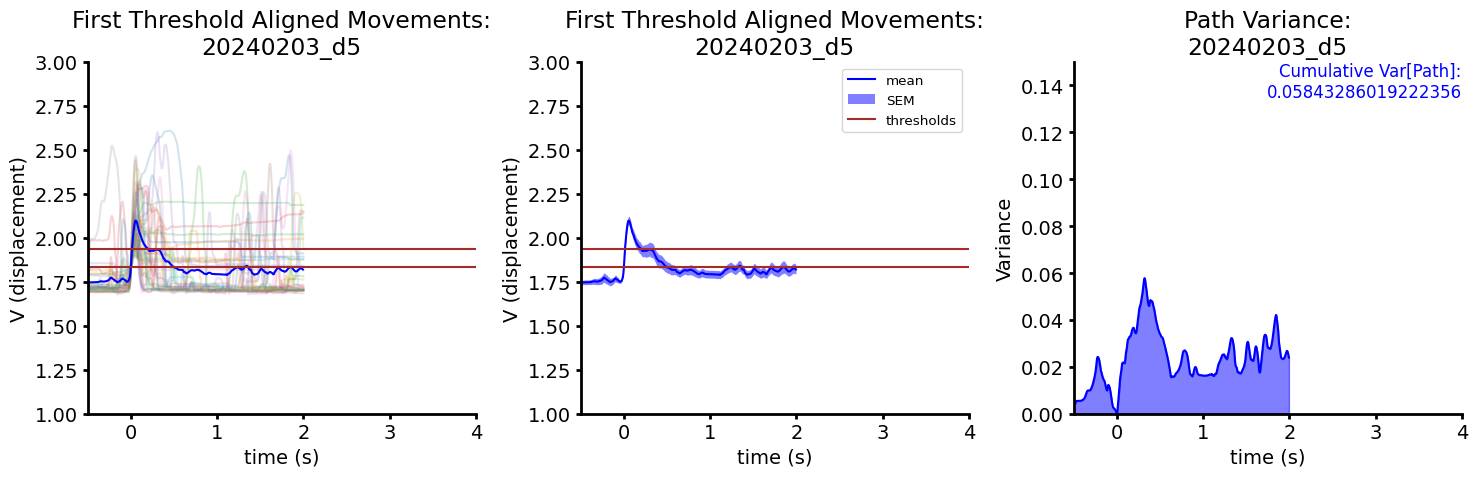 First Threshold Aligned Movements:
20240203_d5
3.00
2.75
2.50
2.25
2.00
1.75
1.50
1.25
1.00
V (displacement)
0
1
2
3
4
time (s)
First Threshold Aligned Movements:
20240203_d5
mean
SEM
thresholds
3.00
2.75
2.50
2.25
2.00
1.75
1.50
1.25
1.00
V (displacement)
0
1
2
3
4
time (s)
Path Variance:
20240203_d5
Cumulative Var[Path]:
0.05843286019222356
0.14
0.12
0.10
0.08
0.06
0.04
0.02
0.00
Variance
0
1
2
3
4
time (s)